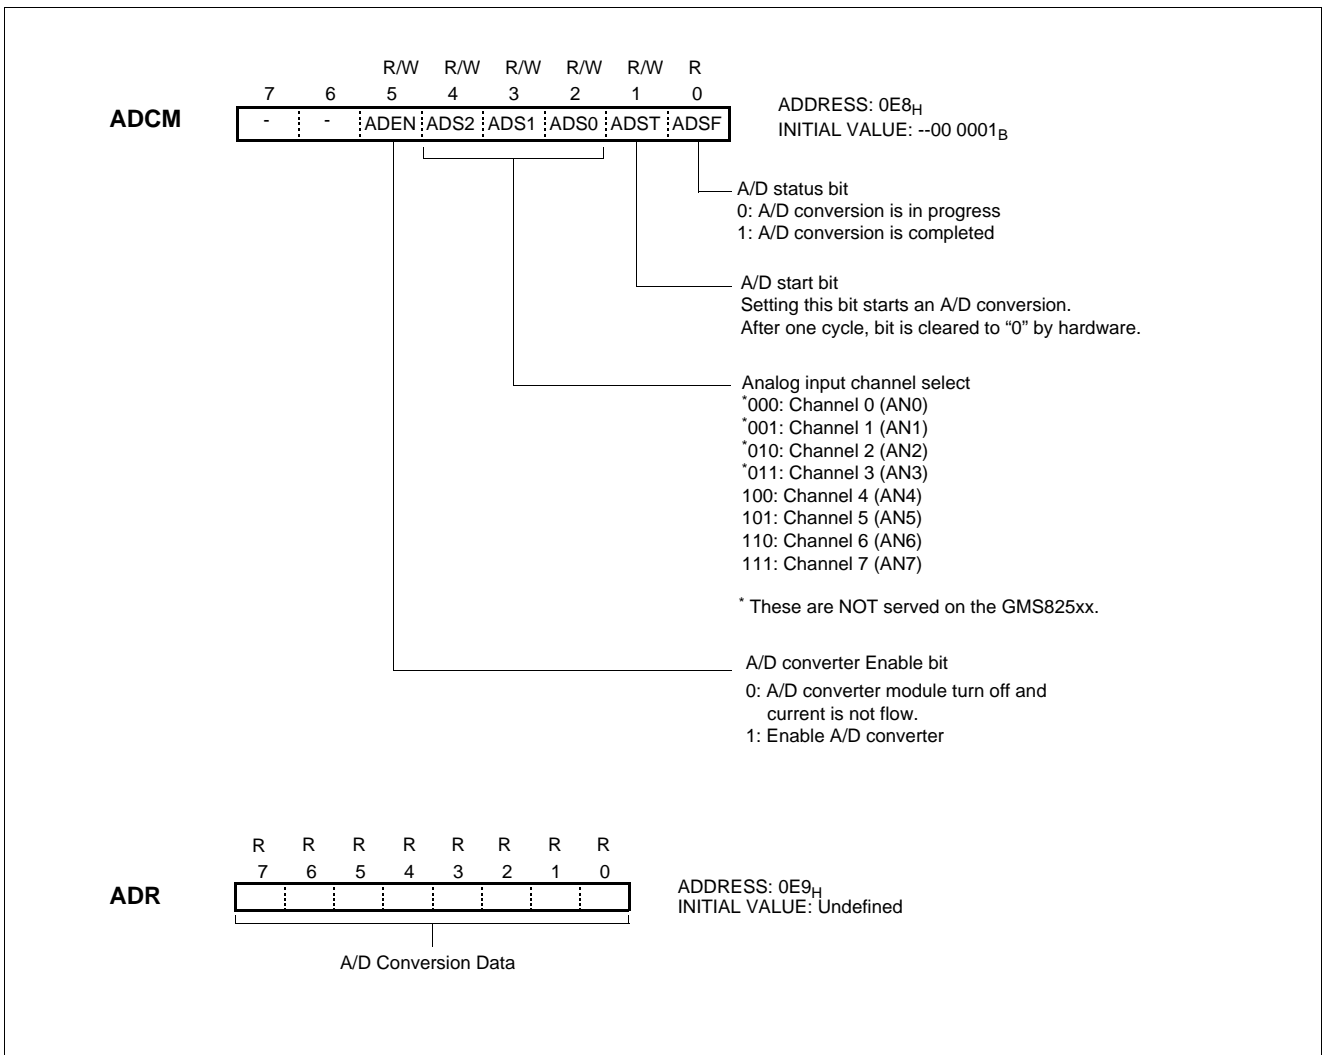 R/W R/W R/W R/W R/W R
7 6 5 4 3 2 1 0
ADCM - - ADEN ADS2 ADS1 ADS0 ADST ADSF
ADDRESS: 0E8H
INITIAL VALUE: --00 0001B
A/D status bit
0: A/D conversion is in progress
1: A/D conversion is completed
A/D start bit
Setting this bit starts an A/D conversion.
After one cycle, bit is cleared to “0” by hardware.
Analog input channel select
*000: Channel 0 (AN0)
*001: Channel 1 (AN1)
*010: Channel 2 (AN2)
*011: Channel 3 (AN3)
100: Channel 4 (AN4)
101: Channel 5 (AN5)
110: Channel 6 (AN6)
111: Channel 7 (AN7)
* These are NOT served on the GMS825xx.
A/D converter Enable bit
0: A/D converter module turn off and
current is not flow.
1: Enable A/D converter
R R R R R R R R
7 6 5 4 3 2 1 0
ADR
ADDRESS: 0E9H
INITIAL VALUE: Undefined
A/D Conversion Data